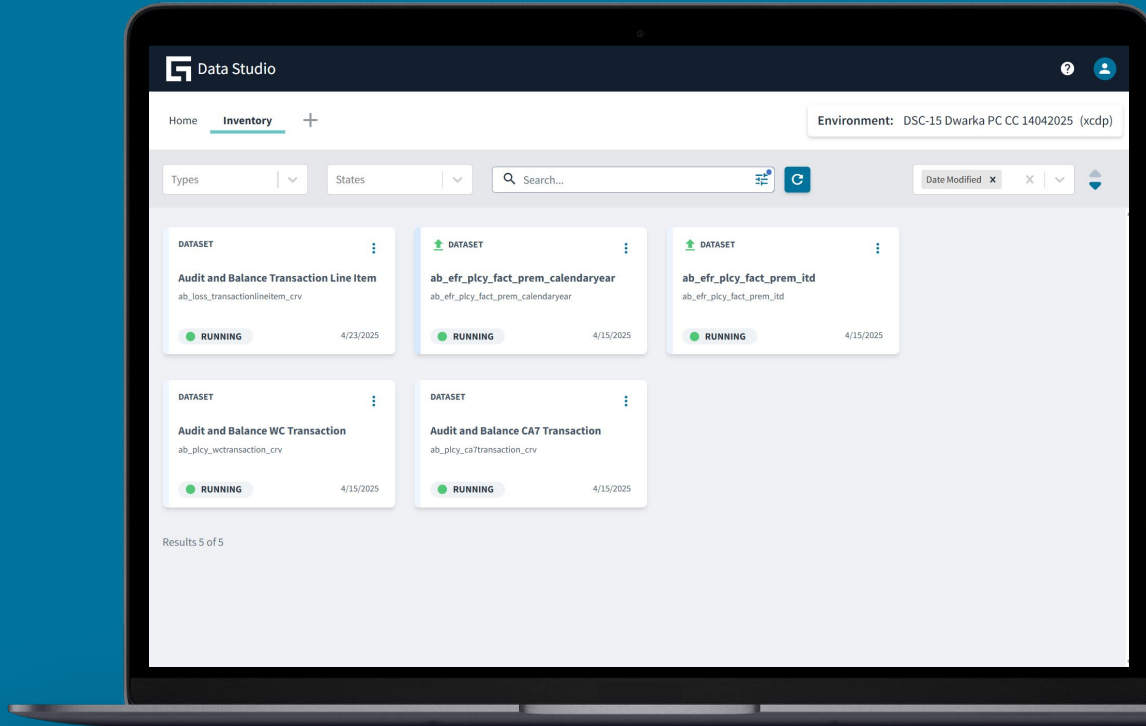 Data Studio
Home Inventory
Environment: DSC-15 Dwarka PC CC 14042025 (xcdp)
Types States Search... Date Modified
DATASET
Audit and Balance Transaction Line Item
ab_loss_transactionlineitem_crv
RUNNING 4/23/2025
DATASET
ab_efr_plcy_fact_prem_calendaryear
ab_efr_plcy_fact_prem_calendaryear
RUNNING 4/15/2025
DATASET
ab_efr_plcy_fact_prem_itd
ab_efr_plcy_fact_prem_itd
RUNNING 4/15/2025
DATASET
Audit and Balance WC Transaction
ab_plcy_wctransaction_crv
RUNNING 4/15/2025
DATASET
Audit and Balance CA7 Transaction
ab_plcy_ca7transaction_crv
RUNNING 4/15/2025
Results 5 of 5